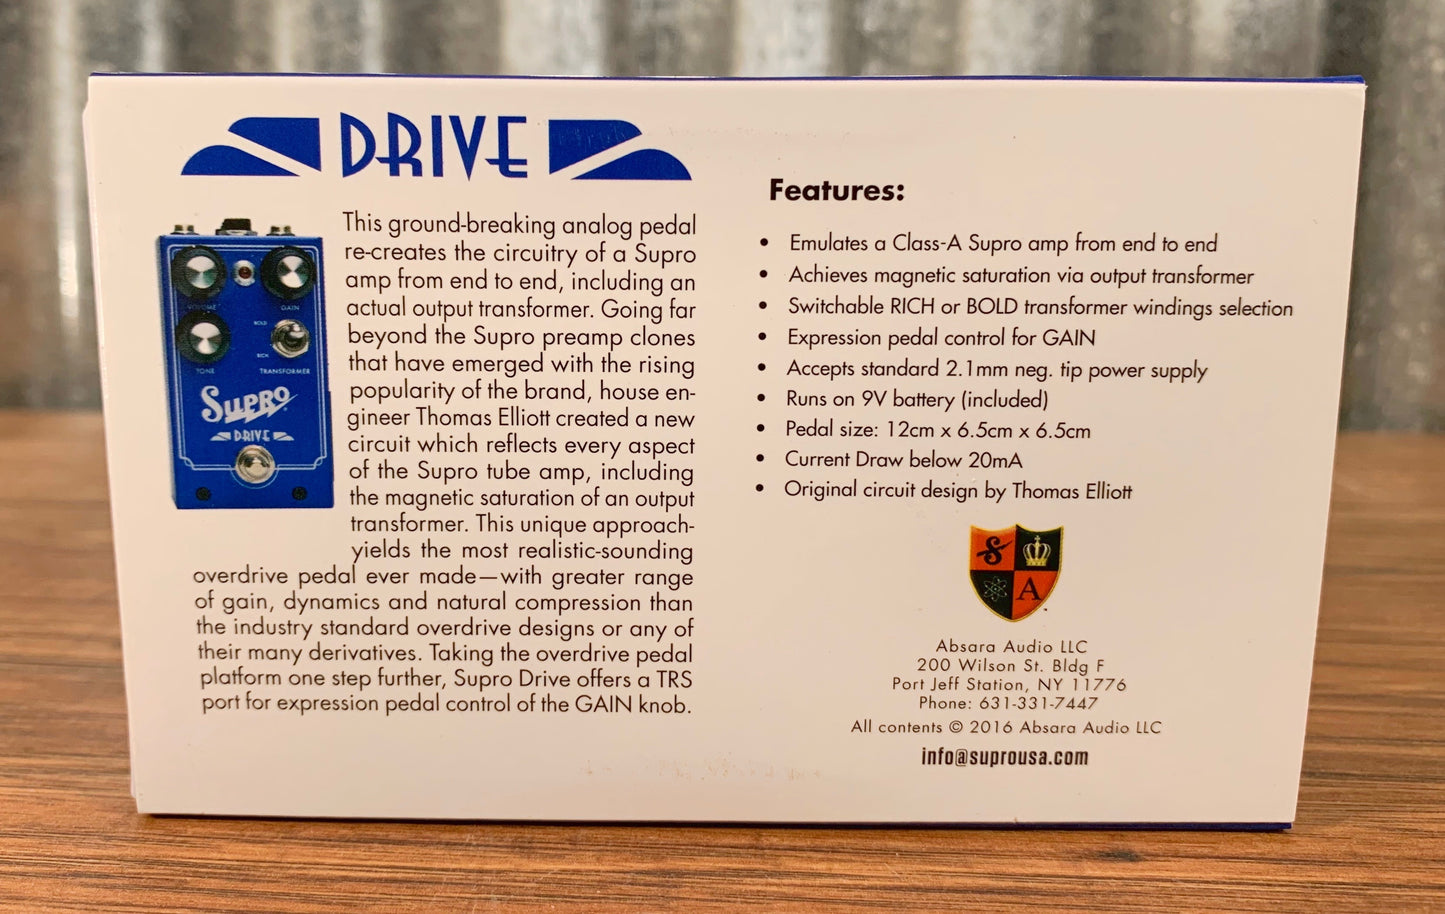 DRIVE
This ground-breaking analog pedal
re-creates the circuitry of a Supro
amp from end to end, including an
actual output transformer. Going far
beyond the Supro preamp clones
that have emerged with the rising
popularity of the brand, house en-
gineer Thomas Elliott created a new
circuit which reflects every aspect
of the Supro tube amp, including
the magnetic saturation of an output
transformer. This unique approach-
yields the most realistic-sounding
overdrive pedal ever made—with greater range
of gain, dynamics and natural compression than
the industry standard overdrive designs or any of
their many derivatives. Taking the overdrive pedal
platform one step further, Supro Drive offers a TRS
port for expression pedal control of the GAIN knob.
VOLUME
GAIN
BOLD
RICH
TONE
TRANSFORMER
SUPRO
DRIVE
Features:
• Emulates a Class-A Supro amp from end to end
• Achieves magnetic saturation via output transformer
• Switchable RICH or BOLD transformer windings selection
• Expression pedal control for GAIN
• Accepts standard 2.1mm neg. tip power supply
• Runs on 9V battery (included)
• Pedal size: 12cm x 6.5cm x 6.5cm
• Current Draw below 20mA
• Original circuit design by Thomas Elliott
S
A
Absara Audio LLC
200 Wilson St. Bldg F
Port Jeff Station, NY 11776
Phone: 631-331-7447
All contents © 2016 Absara Audio LLC
info@suprousa.com